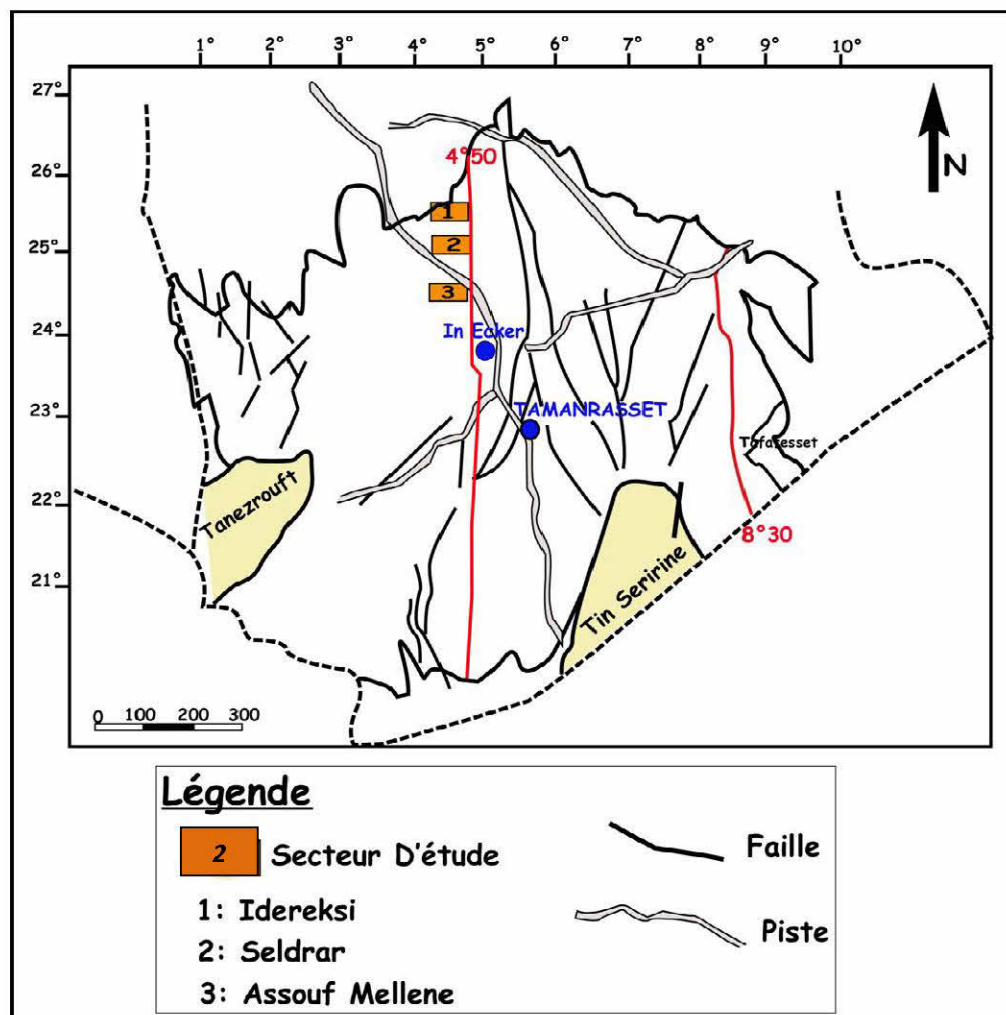 1° 2° 3° 4° 5° 6° 7° 8° 9° 10°
27°
26°
25°
24°
23°
22°
21°
N
4°50
1
2
3
In Ecker
TAMANRASSET
Tafasesset
Tanezrouft
Tin Seririne
8°30
0 100 200 300
Légende
2 Secteur D'étude
1: Idereksi
2: Seldrar
3: Assouf Mellene
Faille
Piste